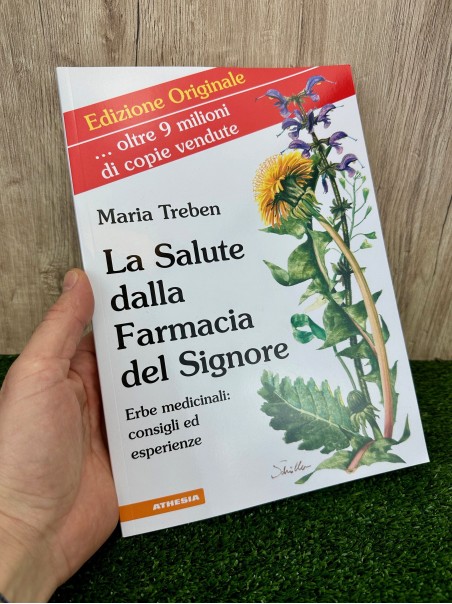 Edizione Originale
... oltre 9 milioni
di copie vendute
Maria Treben
La Salute
dalla
Farmacia
del Signore
Erbe medicinali:
consigli ed
esperienze
ATHESIA